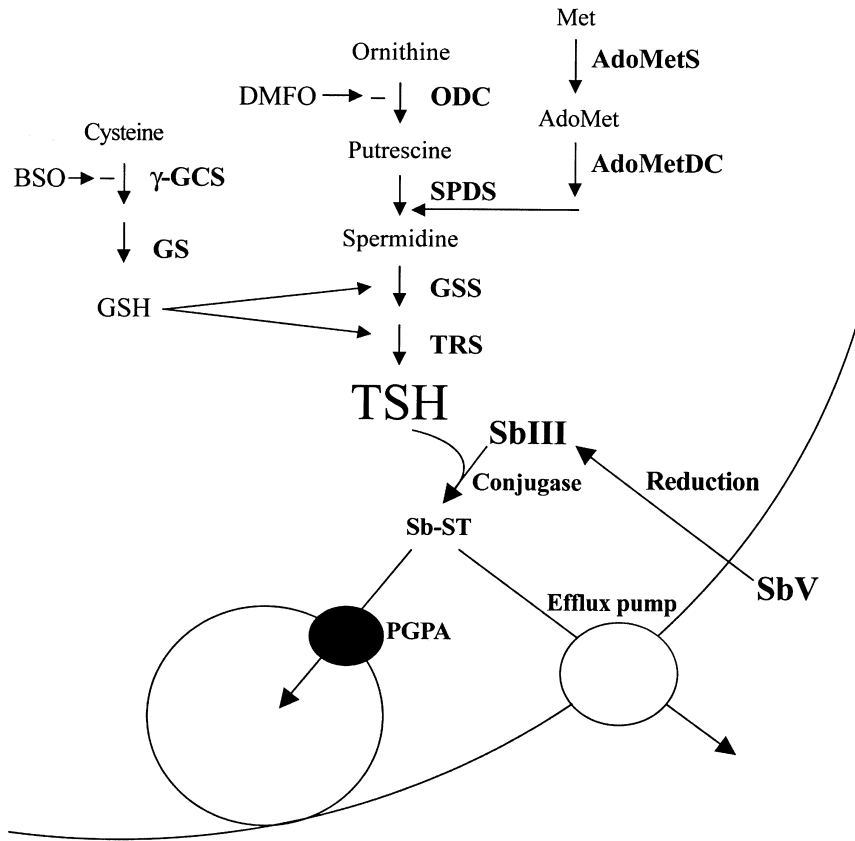 Met
AdoMetS
Ornithine
DMFO
–
ODC
AdoMet
Cysteine
Putrescine
AdoMetDC
BSO
–
γ-GCS
SPDS
Spermidine
GS
GSH
GSS
TRS
TSH
SbIII
Conjugase
Reduction
Sb-ST
SbV
Efflux pump
PGPA